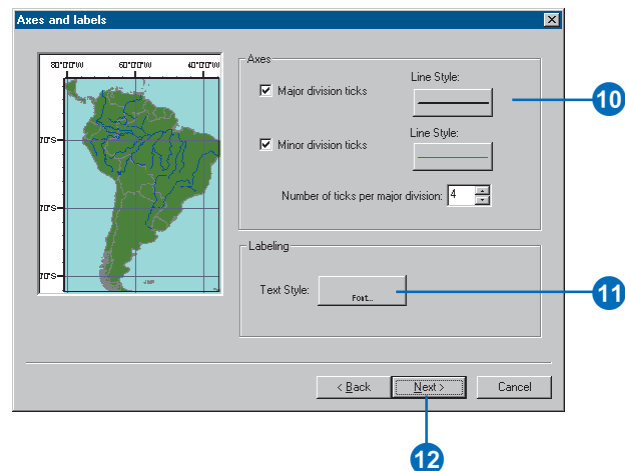 Axes and labels
80°0'0"W 60°0'0"W 40°0'0"W
Axes
Major division ticks
Line Style:
10
Minor division ticks
Line Style:
Number of ticks per major division: 4
Labeling
Text Style:
Font...
11
< Back
Next >
Cancel
12